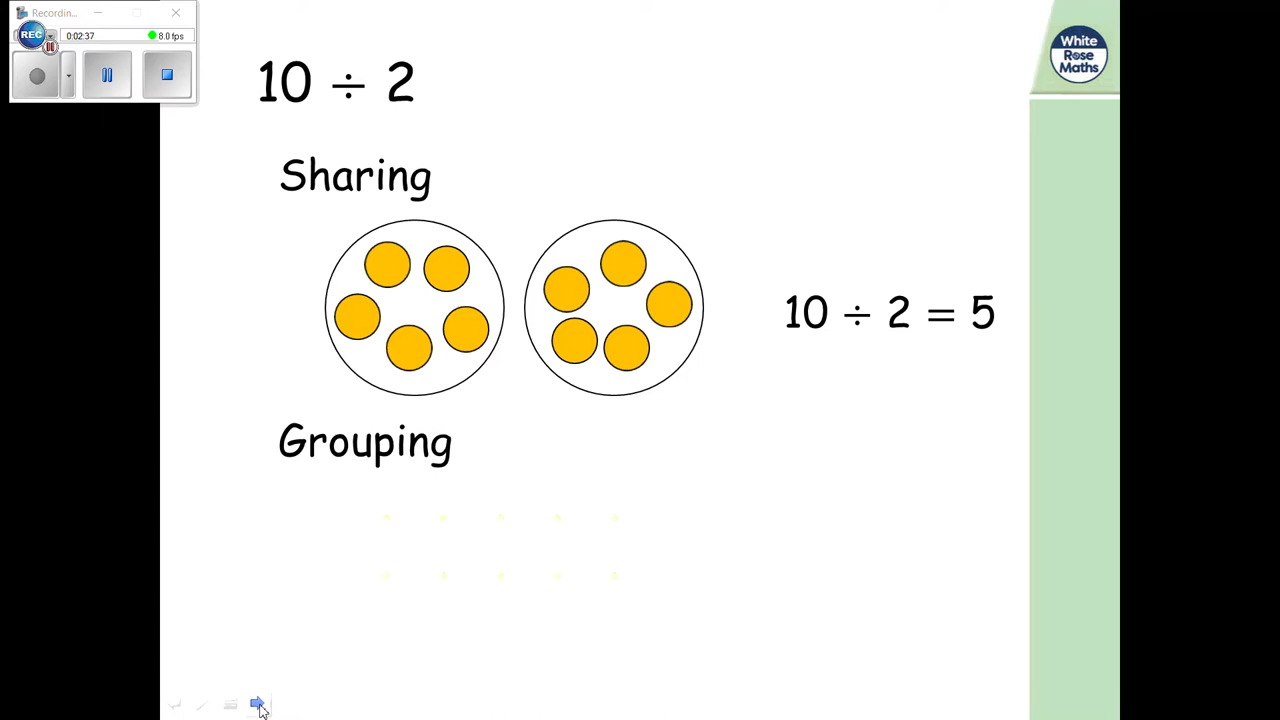 Recordin...
REC
0:02:37
8.0 fps
10 ÷ 2
White
Rose
Maths
Sharing
10 ÷ 2 = 5
Grouping